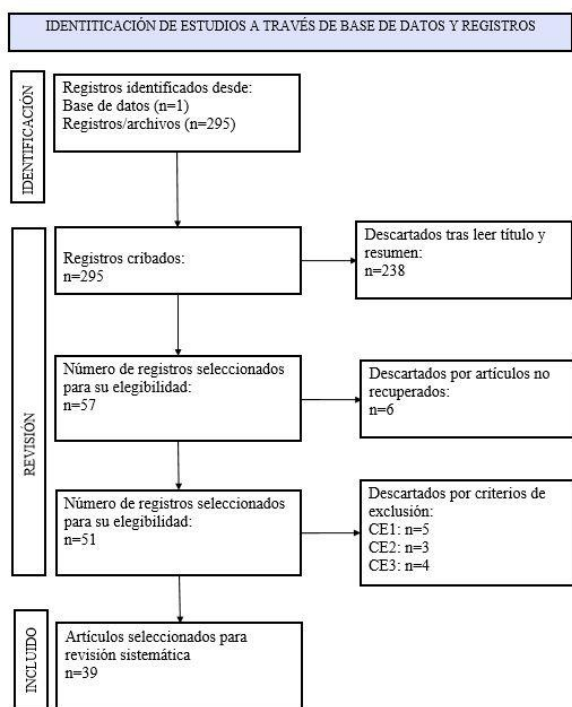 IDENTITICACIÓN DE ESTUDIOS A TRAVÉS DE BASE DE DATOS Y REGISTROS
IDENTIFICACIÓN
Registros identificados desde:
Base de datos (n=1)
Registros/archivos (n=295)
REVISIÓN
Registros cribados:
n=295
Descartados tras leer título y
resumen:
n=238
Número de registros seleccionados
para su elegibilidad:
n=57
Descartados por artículos no
recuperados:
n=6
Número de registros seleccionados
para su elegibilidad:
n=51
Descartados por criterios de
exclusión:
CE1: n=5
CE2: n=3
CE3: n=4
INCLUIDO
Artículos seleccionados para
revisión sistemática
n=39